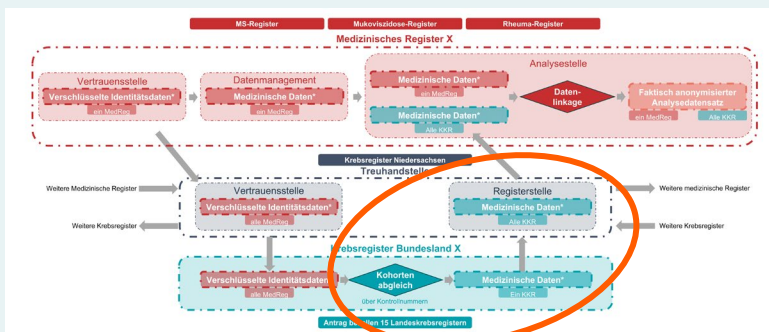 MS-Register
Mukoviszidose-Register
Rheuma-Register
Medizinisches Register X
Vertrauensstelle
Verschlüsselte Identitätsdaten*
ein MedReg
Datenmanagement
Medizinische Daten*
ein MedReg
Analysestelle
Medizinische Daten*
ein MedReg
Medizinische Daten*
Alle KKR
Daten-
linkage
Faktisch anonymisierter
Analysedatensatz
ein MedReg
Alle KKR
Krebsregister Niedersachsen
Treuhandstelle
Weitere Medizinische Register
Weitere Krebsregister
Vertrauensstelle
Verschlüsselte Identitätsdaten*
alle MedReg
Registerstelle
Medizinische Daten*
Alle KKR
Weitere medizinische Register
Weitere Krebsregister
Krebsregister Bundesland X
Verschlüsselte Identitätsdaten
alle MedReg
Kohorten
abgleich
über Kontrollnummern
Medizinische Daten*
Ein KKR
Antrag bei allen 15 Landeskrebsregistern